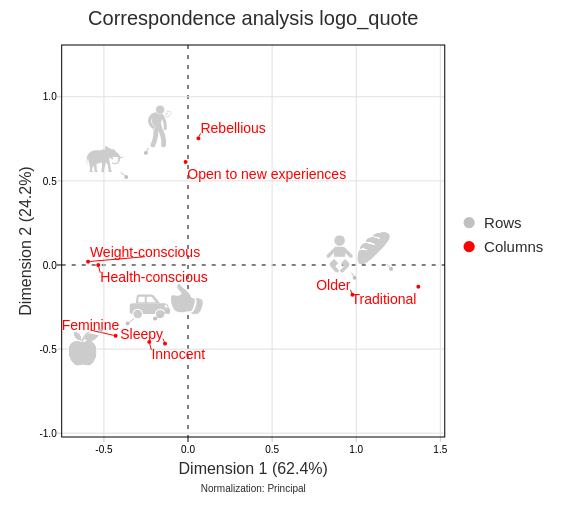 Correspondence analysis logo_quote
Dimension 2 (24.2%)
1.0
0.5
0.0
-0.5
-1.0
Rebellious
Open to new experiences
Weight-conscious
Health-conscious
Older
Traditional
Feminine
Sleepy
Innocent
-0.5
0.0
0.5
1.0
1.5
Dimension 1 (62.4%)
Normalization: Principal
Rows
Columns